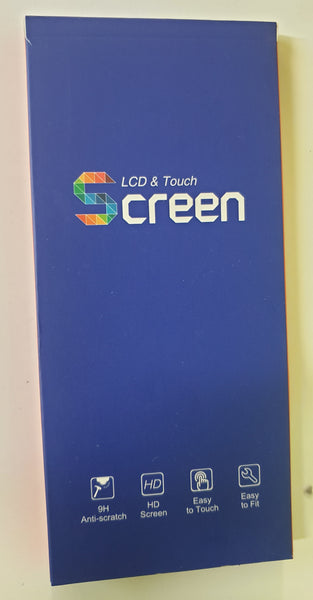 LCD & Touch
Screen
9H
Anti-scratch
HD
HD
Screen
Easy
to Touch
Easy
to Fit